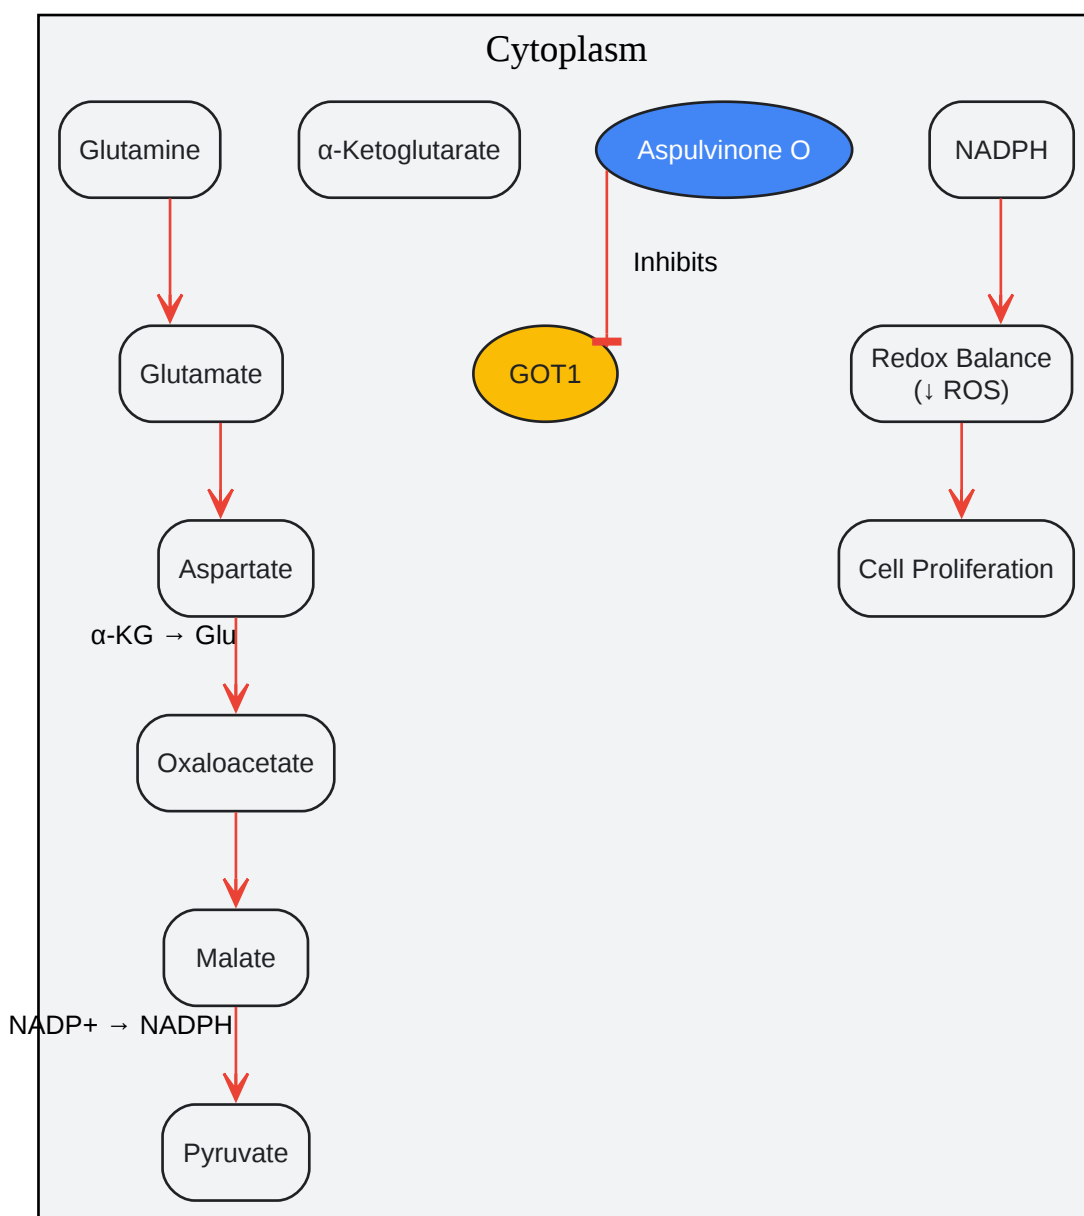 Cytoplasm
Glutamine
α-Ketoglutarate
Aspulvinone O
NADPH
Inhibits
Glutamate
GOT1
Redox Balance
(↓ ROS)
Aspartate
Cell Proliferation
α-KG → Glu
Oxaloacetate
Malate
NADP+ → NADPH
Pyruvate